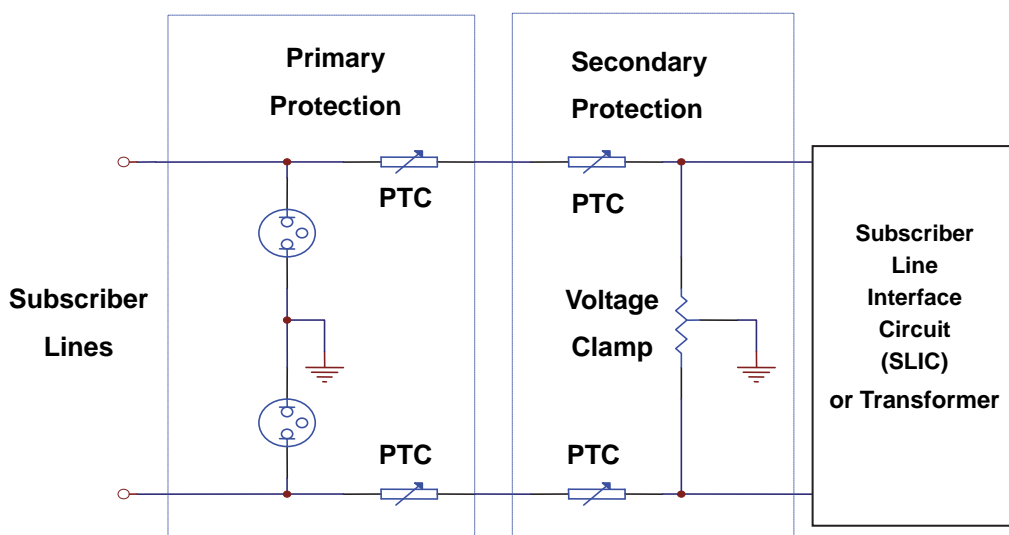 Primary
Protection
Secondary
Protection
PTC
PTC
Subscriber
Lines
Voltage
Clamp
Subscriber
Line
Interface
Circuit
(SLIC)
or Transformer
PTC
PTC